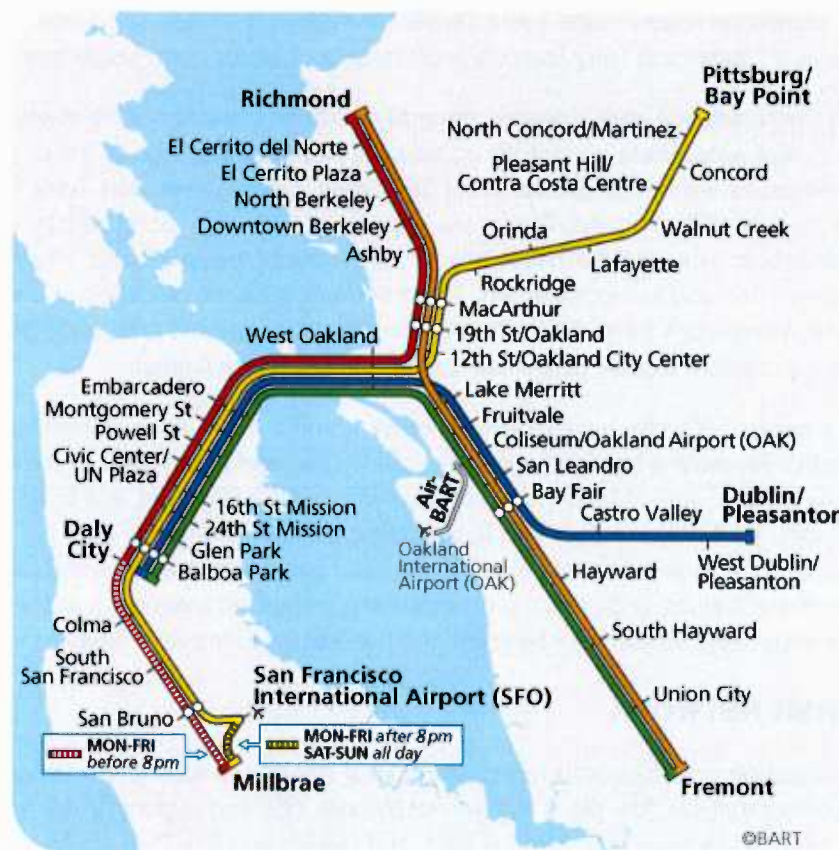 Richmond
El Cerrito del Norte
El Cerrito Plaza
North Berkeley
Downtown Berkeley
Ashby
Pittsburg/
Bay Point
North Concord/Martinez
Concord
Pleasant Hill/
Contra Costa Centre
Walnut Creek
Orinda
Lafayette
Rockridge
MacArthur
19th St/Oakland
12th St/Oakland City Center
West Oakland
Lake Merritt
Fruitvale
Coliseum/Oakland Airport (OAK)
San Leandro
Bay Fair
Embarcadero
Montgomery St
Powell St
Civic Center/
UN Plaza
16th St Mission
24th St Mission
Glen Park
Balboa Park
Daly
City
Air-
BART
Oakland
International
Airport (OAK)
Castro Valley
Dublin/
Pleasanton
West Dublin/
Pleasanton
Hayward
South Hayward
Union City
Fremont
Colma
South
San Francisco
San Bruno
San Francisco
International Airport (SFO)
MON-FRI
before 8pm
MON-FRI after 8pm
SAT-SUN all day
Millbrae
©BART